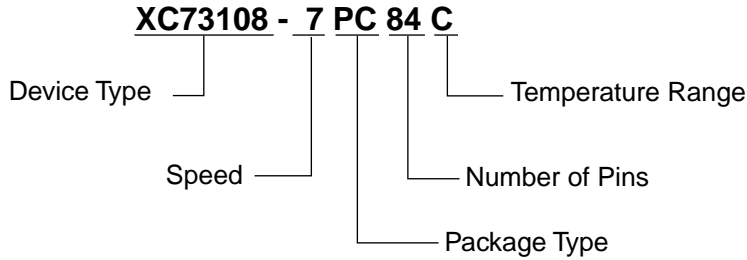 XC73108 - 7 PC 84 C
Device Type
Temperature Range
Speed
Number of Pins
Package Type